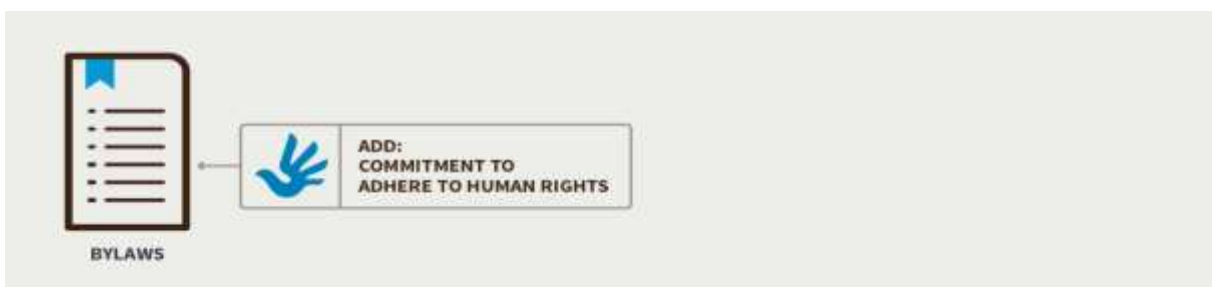 ADD:
COMMITMENT TO
ADHERE TO HUMAN RIGHTS
BYLAWS